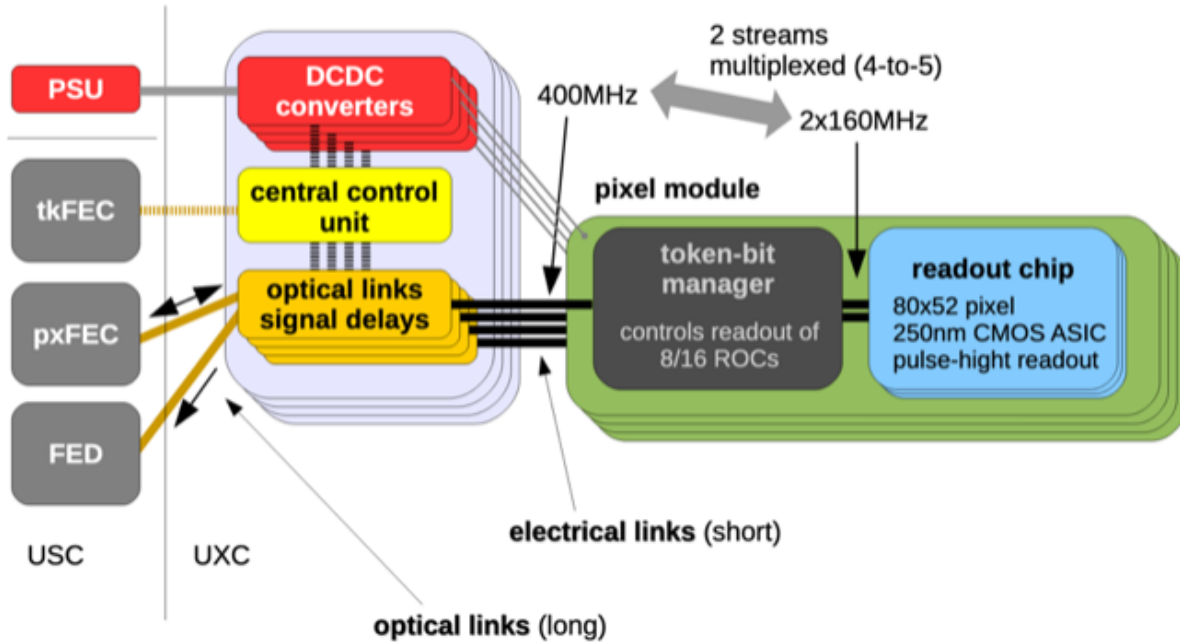 PSU
tkFEC
pxFEC
FED
USC
UXC
DCDC
converters
central control
unit
optical links
signal delays
400MHz
2 streams
multiplexed (4-to-5)
2x160MHz
pixel module
token-bit
manager
controls readout of
8/16 ROCs
readout chip
80x52 pixel
250nm CMOS ASIC
pulse-hight readout
electrical links (short)
optical links (long)